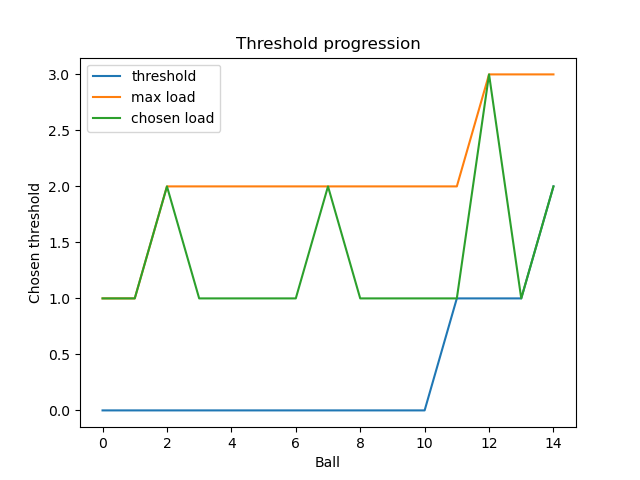 Threshold progression
threshold
max load
chosen load
Chosen threshold
3.0
2.5
2.0
1.5
1.0
0.5
0.0
0 2 4 6 8 10 12 14
Ball